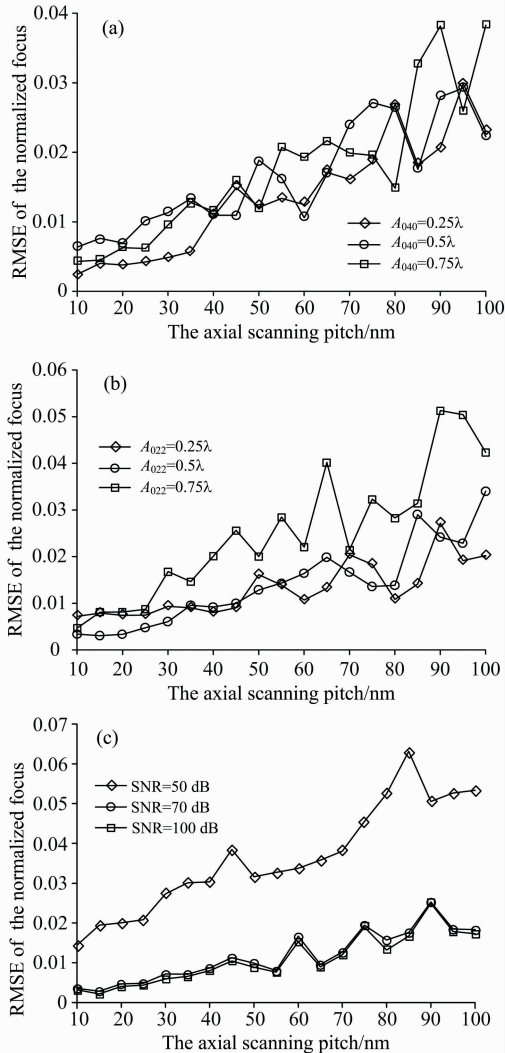 (a)
RMSE of the normalized focus
0.04
0.03
0.02
0.01
0
A040=0.25λ
A040=0.5λ
A040=0.75λ
10 20 30 40 50 60 70 80 90 100
The axial scanning pitch/nm
(b)
RMSE of the normalized focus
0.06
0.05
0.04
0.03
0.02
0.01
0
A022=0.25λ
A022=0.5λ
A022=0.75λ
10 20 30 40 50 60 70 80 90 100
The axial scanning pitch/nm
(c)
RMSE of the normalized focus
0.07
0.06
0.05
0.04
0.03
0.02
0.01
0
SNR=50 dB
SNR=70 dB
SNR=100 dB
10 20 30 40 50 60 70 80 90 100
The axial scanning pitch/nm